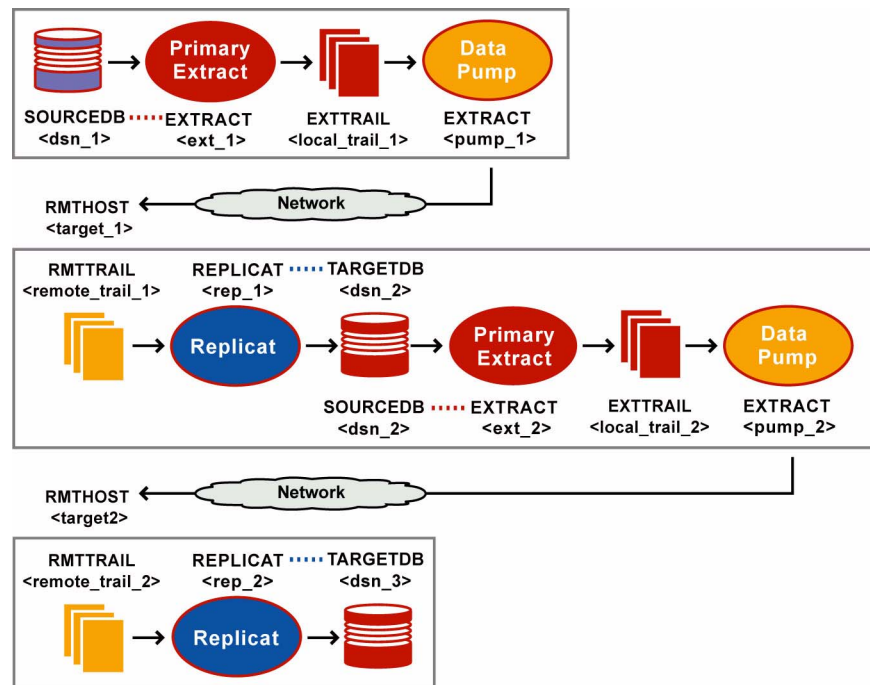 Primary
Extract
Data
Pump
SOURCEDB
<dsn_1>
EXTRACT
<ext_1>
EXTTRAIL
<local_trail_1>
EXTRACT
<pump_1>
Network
RMTHOST
<target_1>
RMTTRAIL
<remote_trail_1>
REPLICAT
<rep_1>
TARGETDB
<dsn_2>
Replicat
Primary
Extract
Data
Pump
SOURCEDB
<dsn_2>
EXTRACT
<ext_2>
EXTTRAIL
<local_trail_2>
EXTRACT
<pump_2>
Network
RMTHOST
<target2>
RMTTRAIL
<remote_trail_2>
REPLICAT
<rep_2>
TARGETDB
<dsn_3>
Replicat